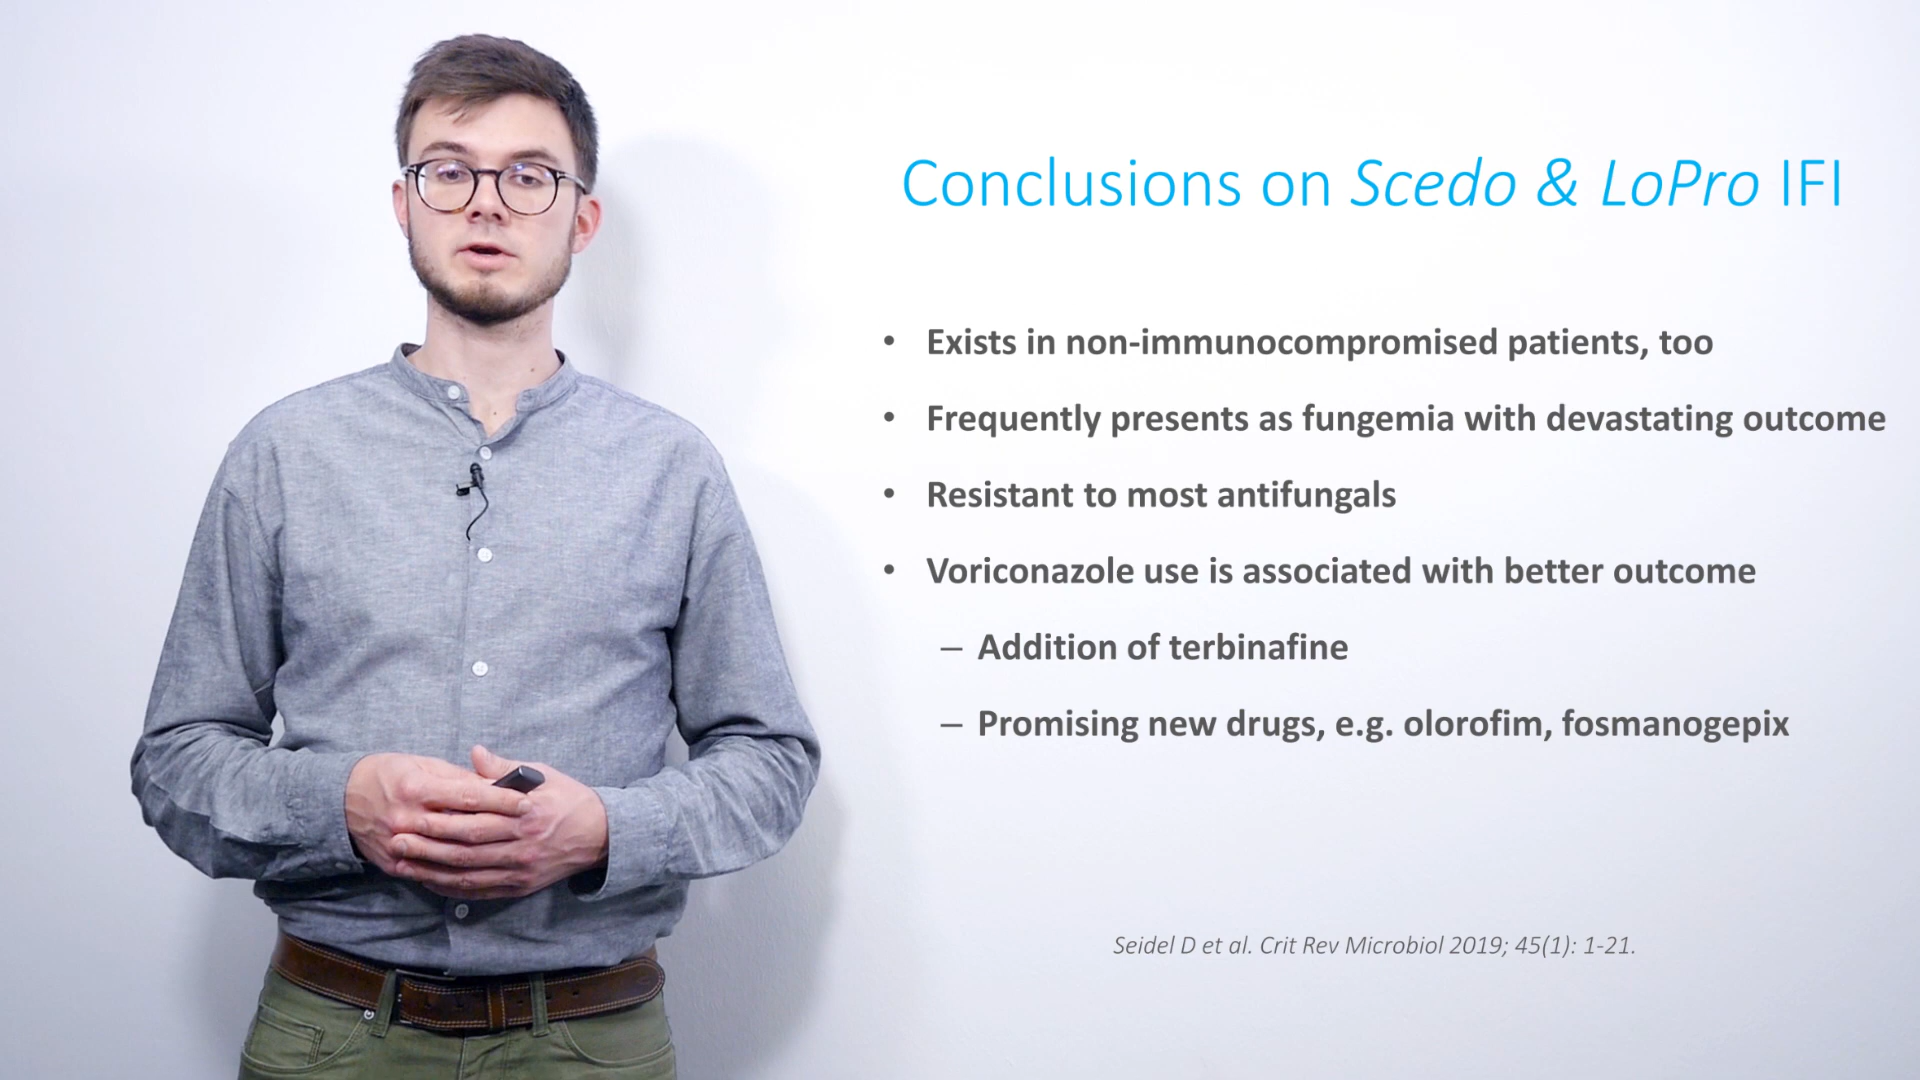 Conclusions on Scedo & LoPro IFI
• Exists in non-immunocompromised patients, too
• Frequently presents as fungemia with devastating outcome
• Resistant to most antifungals
• Voriconazole use is associated with better outcome
– Addition of terbinafine
– Promising new drugs, e.g. olorofim, fosmanogepix
Seidel D et al. Crit Rev Microbiol 2019; 45(1): 1-21.